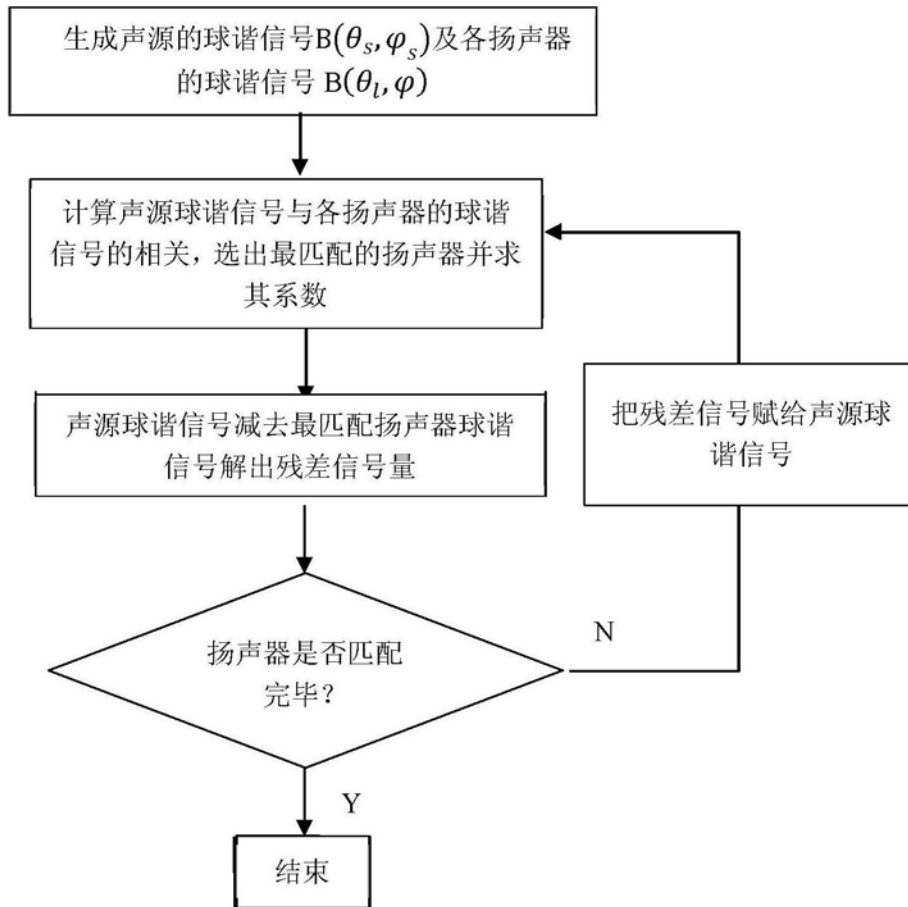 生成声源的球谐信号B(θ_s,φ_s)及各扬声器
的球谐信号 B(θ_l,φ)
计算声源球谐信号与各扬声器的球谐
信号的相关，选出最匹配的扬声器并求
其系数
声源球谐信号减去最匹配扬声器球谐
信号解出残差信号量
把残差信号赋给声源球
谐信号
扬声器是否匹配
完毕？
N
Y
结束